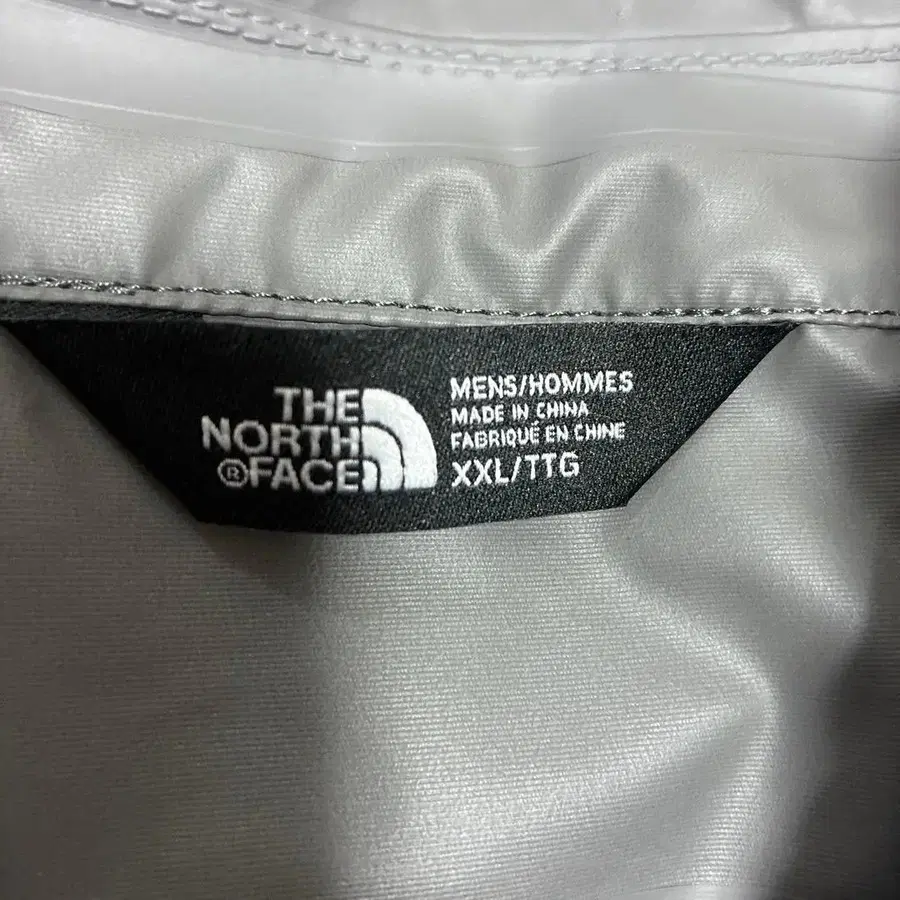 THE
NORTH
®FACE
MENS/HOMMES
MADE IN CHINA
FABRIQUÉ EN CHINE
XXL/TTG